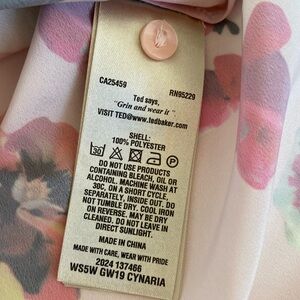 CA25459 RN95229
Ted says,
"Grin and wear it"
VISIT TED@www.tedbaker.com
SHELL:
100% POLYESTER
30 P
DO NOT USE PRODUCTS
CONTAINING BLEACH, OIL OR
ALCOHOL. MACHINE WASH AT
30C, ON A SHORT CYCLE,
SEPARATELY, INSIDE OUT. DO
NOT TUMBLE DRY. COOL IRON
ON REVERSE. MAY BE DRY
CLEANED. DO NOT LEAVE IN
DIRECT SUNLIGHT.
MADE IN CHINA
MADE WITH CARE, WEAR WITH PRIDE
2024 137466
WS5W GW19 CYNARIA